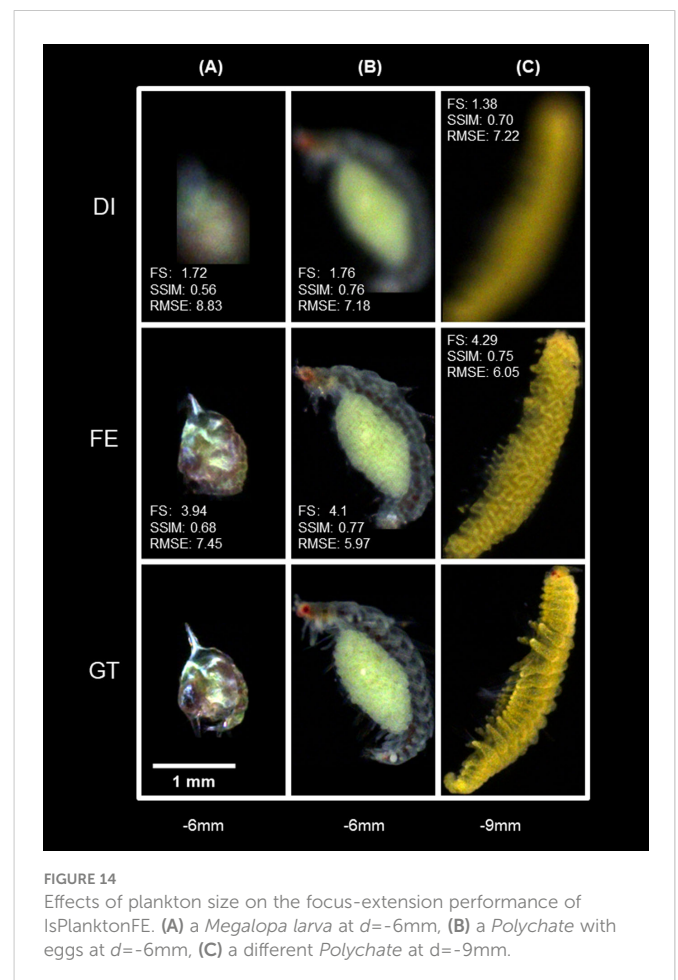 (A) (B) (C)
DI
FS: 1.72
SSIM: 0.56
RMSE: 8.83
FS: 1.76
SSIM: 0.76
RMSE: 7.18
FS: 1.38
SSIM: 0.70
RMSE: 7.22
FE
FS: 3.94
SSIM: 0.68
RMSE: 7.45
FS: 4.1
SSIM: 0.77
RMSE: 5.97
FS: 4.29
SSIM: 0.75
RMSE: 6.05
GT
1 mm
-6mm -6mm -9mm
FIGURE 14
Effects of plankton size on the focus-extension performance of
IsPlanktonFE. (A) a Megalopa larva at d=-6mm, (B) a Polychate with
eggs at d=-6mm, (C) a different Polychate at d=-9mm.